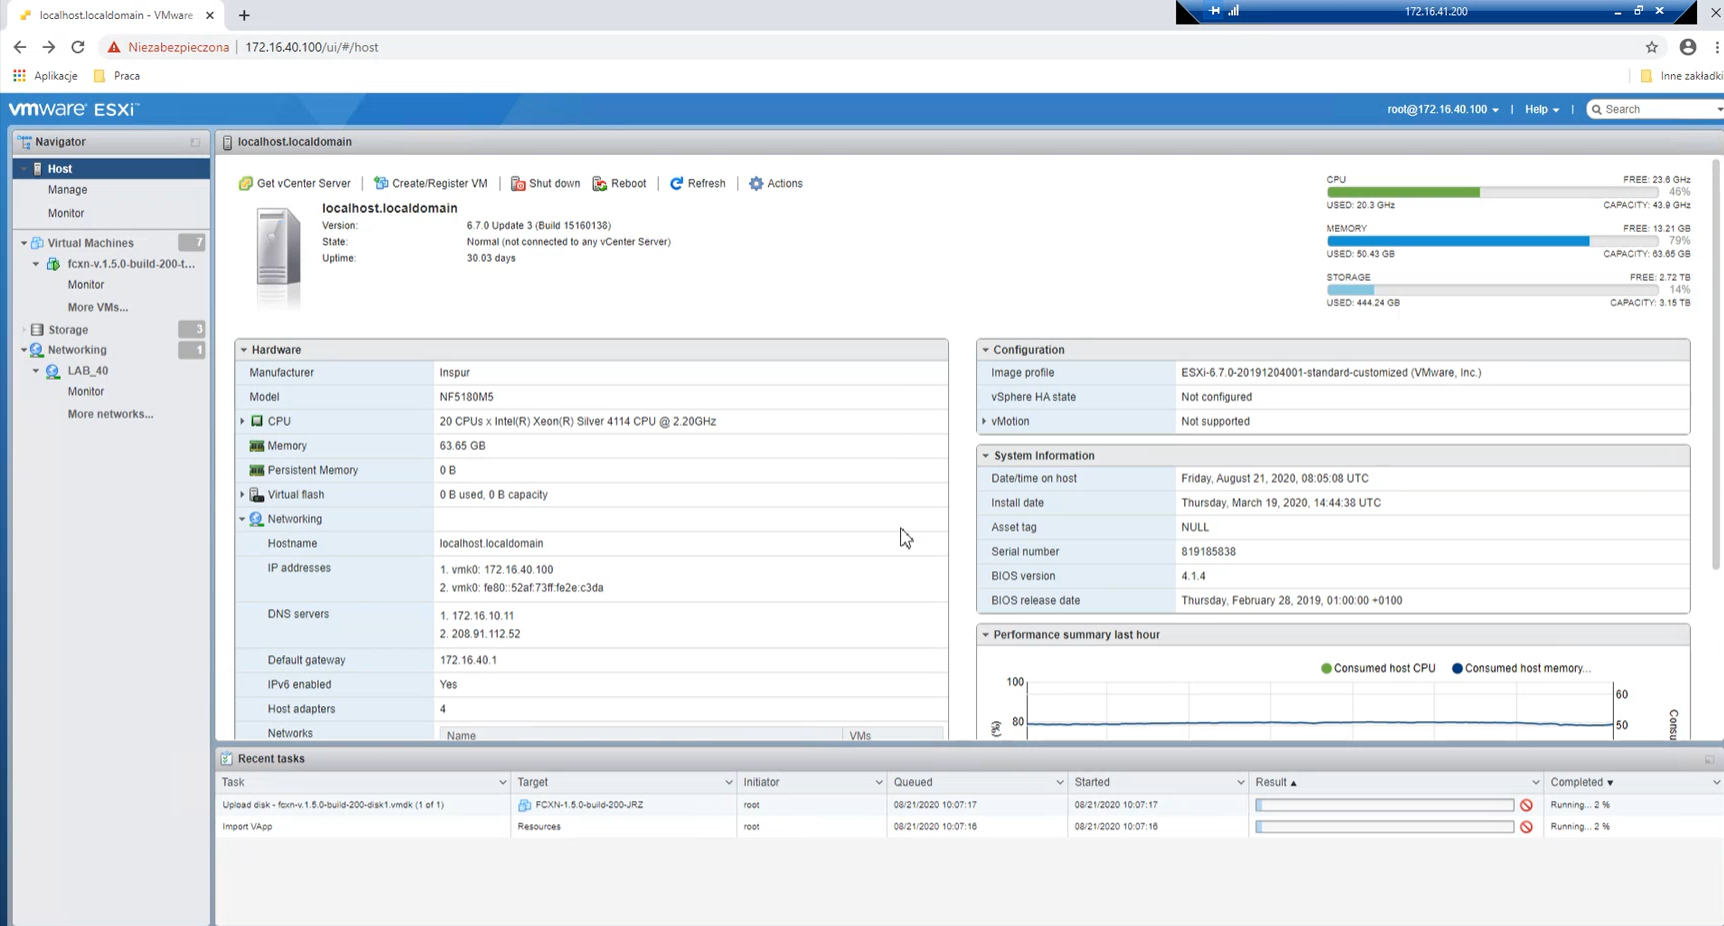 localhost.localdomain - VMware
172.16.41.200
Niezabezpieczona 172.16.40.100/ui/#/host
Aplikacje Praca Inne zakładki
vmware ESXi™ root@172.16.40.100 Help Search
Navigator
Host
Manage
Monitor
Virtual Machines 7
fcxn-v.1.5.0-build-200-t...
Monitor
More VMs...
Storage 3
Networking 1
LAB_40
Monitor
More networks...
localhost.localdomain
Get vCenter Server Create/Register VM Shut down Reboot Refresh Actions
localhost.localdomain
Version: 6.7.0 Update 3 (Build 15160138)
State: Normal (not connected to any vCenter Server)
Uptime: 30.03 days
CPU FREE: 23.6 GHz
46%
USED: 20.3 GHz CAPACITY: 43.9 GHz
MEMORY FREE: 13.21 GB
79%
USED: 50.43 GB CAPACITY: 63.65 GB
STORAGE FREE: 2.72 TB
14%
USED: 444.24 GB CAPACITY: 3.15 TB
Hardware
Manufacturer Inspur
Model NF5180M5
CPU 20 CPUs x Intel(R) Xeon(R) Silver 4114 CPU @ 2.20GHz
Memory 63.65 GB
Persistent Memory 0 B
Virtual flash 0 B used, 0 B capacity
Networking
Hostname localhost.localdomain
IP addresses 1. vmk0: 172.16.40.100
2. vmk0: fe80::52af:73ff:fe2e:c3da
DNS servers 1. 172.16.10.11
2. 208.91.112.52
Default gateway 172.16.40.1
IPv6 enabled Yes
Host adapters 4
Networks Name VMs
Configuration
Image profile ESXi-6.7.0-20191204001-standard-customized (VMware, Inc.)
vSphere HA state Not configured
vMotion Not supported
System Information
Date/time on host Friday, August 21, 2020, 08:05:08 UTC
Install date Thursday, March 19, 2020, 14:44:38 UTC
Asset tag NULL
Serial number 819185838
BIOS version 4.1.4
BIOS release date Thursday, February 28, 2019, 01:00:00 +0100
Performance summary last hour
Consumed host CPU Consumed host memory...
100 60
80 50
(%) Consu
Recent tasks
Task Target Initiator Queued Started Result Completed
Upload disk - fcxn-v.1.5.0-build-200-disk1.vmdk (1 of 1) FCXN-1.5.0-build-200-JRZ root 08/21/2020 10:07:17 08/21/2020 10:07:17 Running... 2 %
Import VApp Resources root 08/21/2020 10:07:16 08/21/2020 10:07:16 Running... 2 %